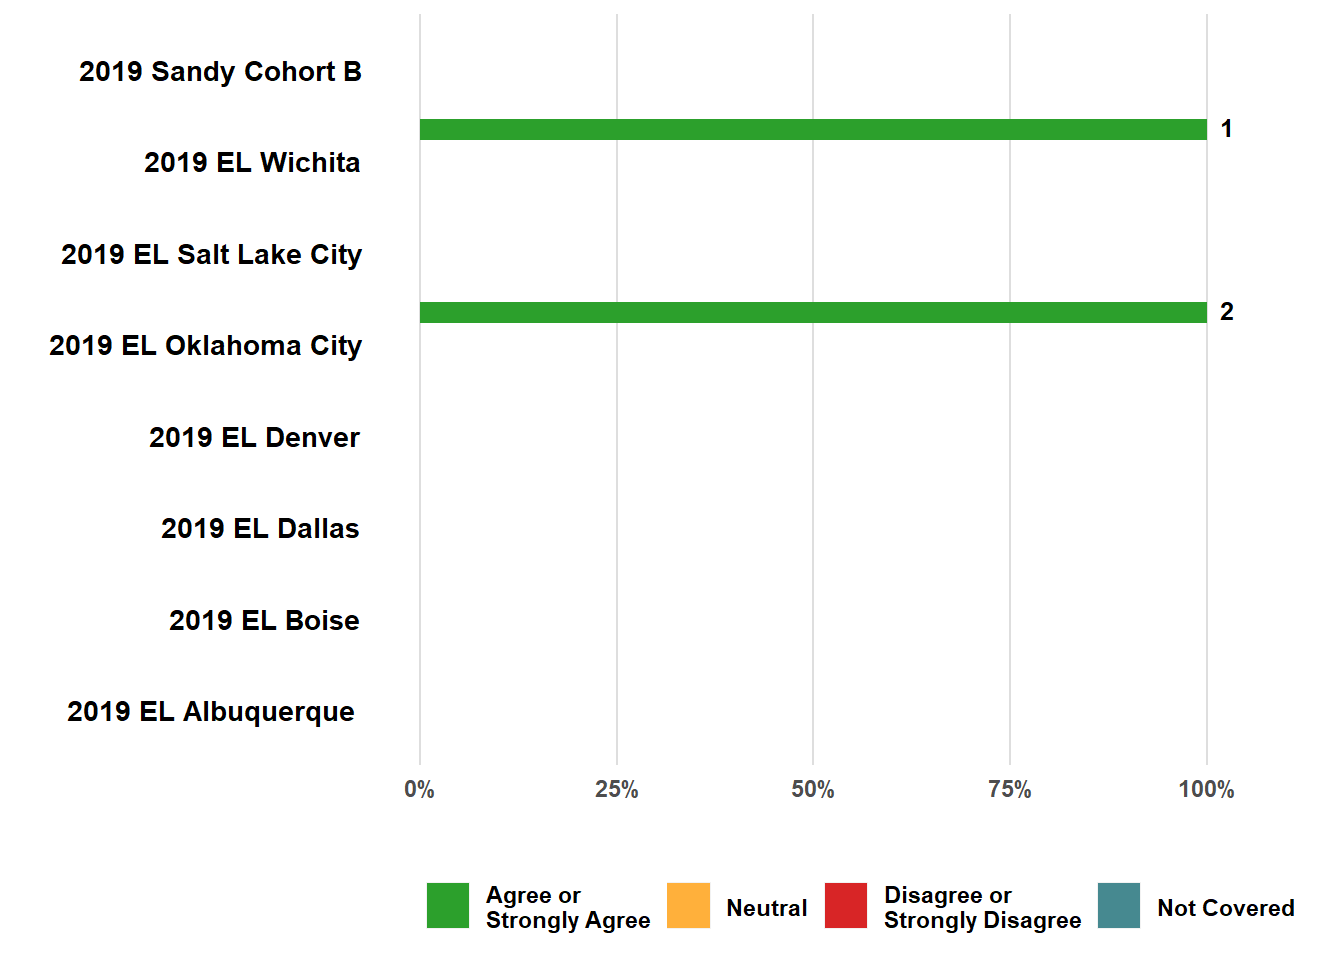 2019 Sandy Cohort B
1
2019 EL Wichita
2019 EL Salt Lake City
2
2019 EL Oklahoma City
2019 EL Denver
2019 EL Dallas
2019 EL Boise
2019 EL Albuquerque
0% 25% 50% 75% 100%
Agree or
Strongly Agree
Neutral
Disagree or
Strongly Disagree
Not Covered